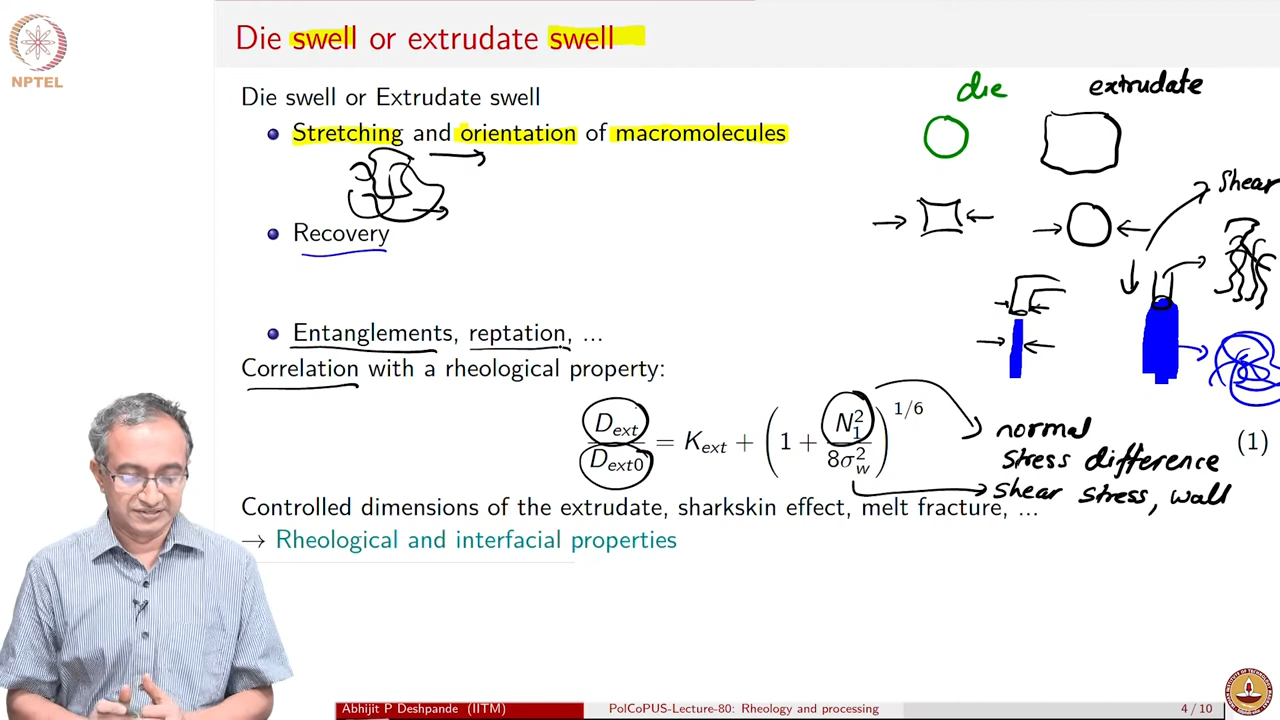 Die swell or extrudate swell
NPTEL
Die swell or Extrudate swell
die
extrudate
Stretching and orientation of macromolecules
Shear
Recovery
Entanglements, reptation, ...
Correlation with a rheological property:
D_ext / D_ext0 = K_ext + (1 + N_1^2 / 8σ_w^2)^1/6
(1)
normal
stress difference
shear stress, wall
Controlled dimensions of the extrudate, sharkskin effect, melt fracture, ...
→ Rheological and interfacial properties
Abhijit P Deshpande (IITM)
PolCoPUS-Lecture-80: Rheology and processing
4 / 10